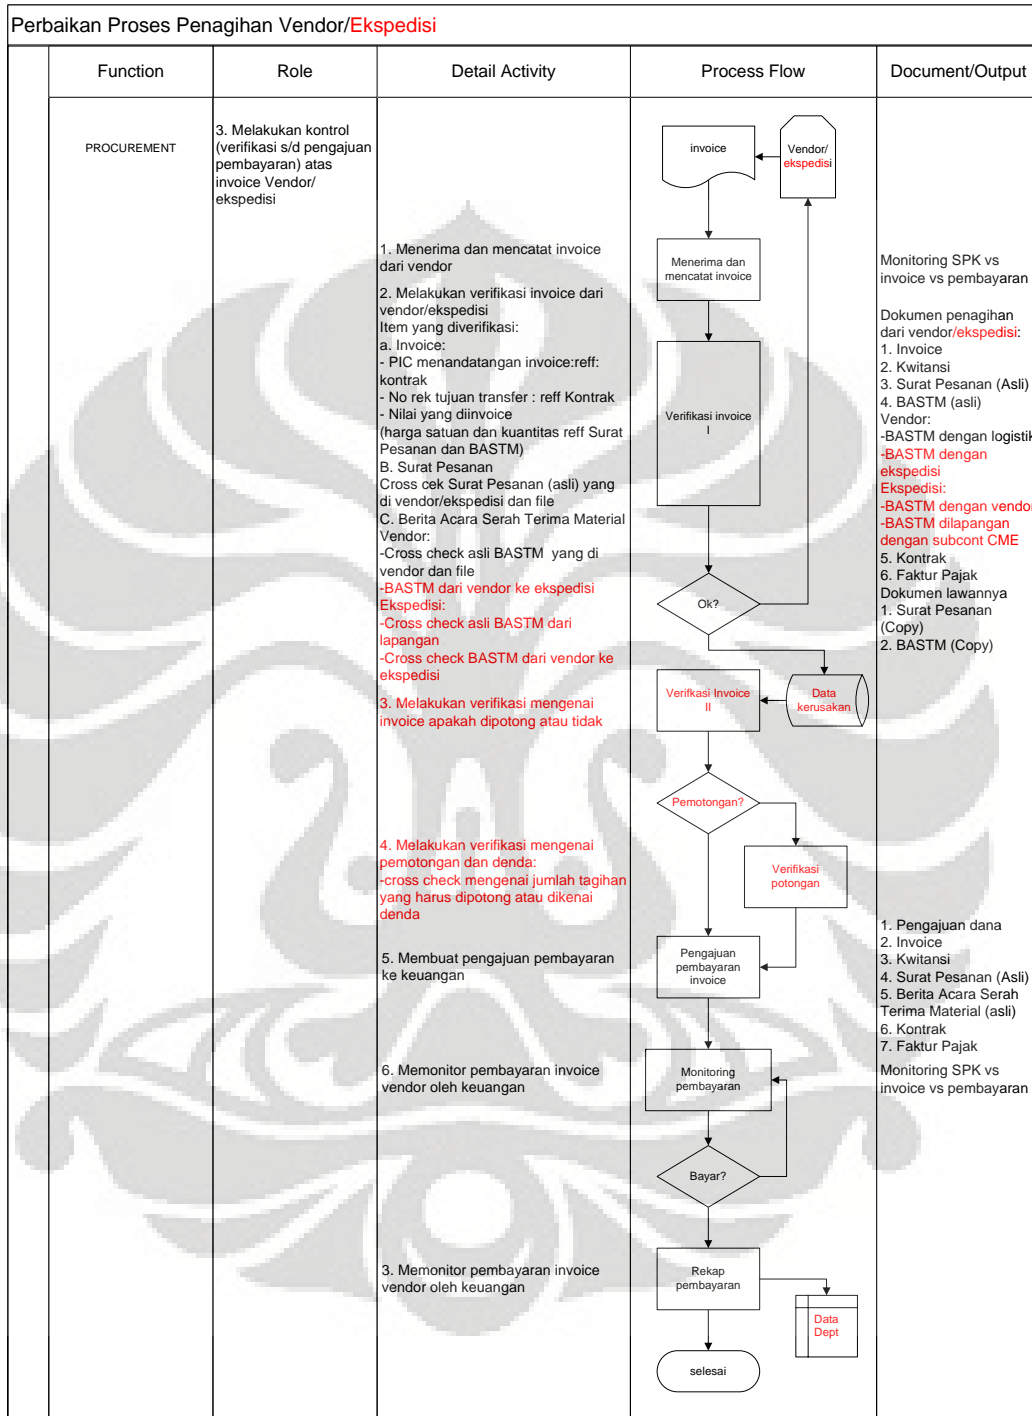 Perbaikan Proses Penagihan Vendor/Ekspedisi
Function
Role
Detail Activity
Process Flow
Document/Output
PROCUREMENT
3. Melakukan kontrol
(verifikasi s/d pengajuan
pembayaran) atas
invoice Vendor/
ekspedisi
1. Menerima dan mencatat invoice
dari vendor
2. Melakukan verifikasi invoice dari
vendor/ekspedisi
Item yang diverifikasi:
a. Invoice:
- PIC menandatangan invoice:reff:
kontrak
- No rek tujuan transfer : reff Kontrak
- Nilai yang diinvoice
(harga satuan dan kuantitas reff Surat
Pesanan dan BASTM)
B. Surat Pesanan
Cross cek Surat Pesanan (asli) yang
di vendor/ekspedisi dan file
C. Berita Acara Serah Terima Material
Vendor:
-Cross check asli BASTM  yang di
vendor dan file
-BASTM dari vendor ke ekspedisi
Ekspedisi:
-Cross check asli BASTM dari
lapangan
-Cross check BASTM dari vendor ke
ekspedisi
3. Melakukan verifikasi mengenai
invoice apakah dipotong atau tidak
4. Melakukan verifikasi mengenai
pemotongan dan denda:
-cross check mengenai jumlah tagihan
yang harus dipotong atau dikenai
denda
5. Membuat pengajuan pembayaran
ke keuangan
6. Memonitor pembayaran invoice
vendor oleh keuangan
3. Memonitor pembayaran invoice
vendor oleh keuangan
invoice
Vendor/
ekspedisi
Menerima dan
mencatat invoice
Verifikasi invoice
I
Ok?
Verifkasi Invoice
II
Data
kerusakan
Pemotongan?
Verifikasi
potongan
Pengajuan
pembayaran
invoice
Monitoring
pembayaran
Bayar?
Rekap
pembayaran
Data
Dept
selesai
Monitoring SPK vs
invoice vs pembayaran
Dokumen penagihan
dari vendor/ekspedisi:
1. Invoice
2. Kwitansi
3. Surat Pesanan (Asli)
4. BASTM (asli)
Vendor:
-BASTM dengan logistik
-BASTM dengan
ekspedisi
Ekspedisi:
-BASTM dengan vendor
-BASTM dilapangan
dengan subcont CME
5. Kontrak
6. Faktur Pajak
Dokumen lawannya
1. Surat Pesanan
(Copy)
2. BASTM (Copy)
1. Pengajuan dana
2. Invoice
3. Kwitansi
4. Surat Pesanan (Asli)
5. Berita Acara Serah
Terima Material (asli)
6. Kontrak
7. Faktur Pajak
Monitoring SPK vs
invoice vs pembayaran